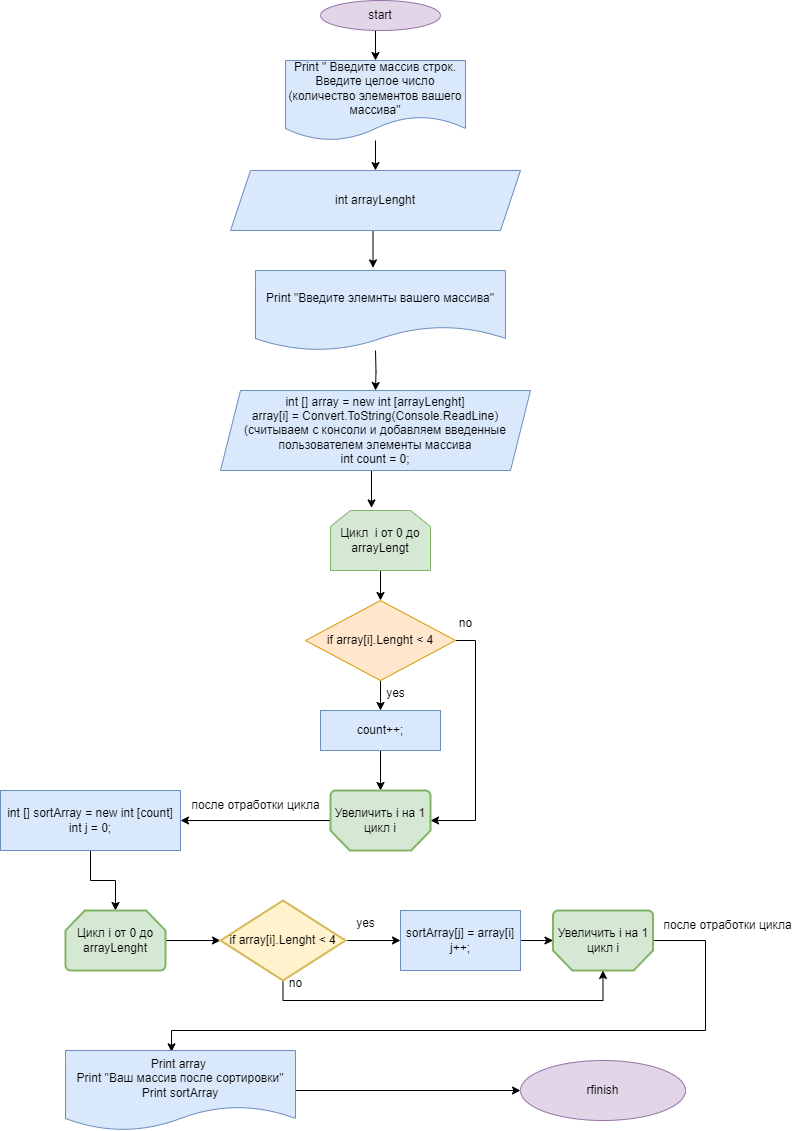 start
Print " Введите массив строк.
Введите целое число
(количество элементов вашего
массива"
int arrayLenght
Print "Введите элемнты вашего массива"
int [] array = new int [arrayLenght]
array[i] = Convert.ToString(Console.ReadLine)
(считываем с консоли и добавляем введенные
пользователем элементы массива
int count = 0;
Цикл i от 0 до
arrayLengt
if array[i].Lenght < 4
no
yes
count++;
Увеличить i на 1
цикл i
после отработки цикла
int [] sortArray = new int [count]
int j = 0;
Цикл i от 0 до
arrayLenght
if array[i].Lenght < 4
yes
no
sortArray[j] = array[i]
j++;
Увеличить i на 1
цикл i
после отработки цикла
Print array
Print "Ваш массив после сортировки"
Print sortArray
rfinish